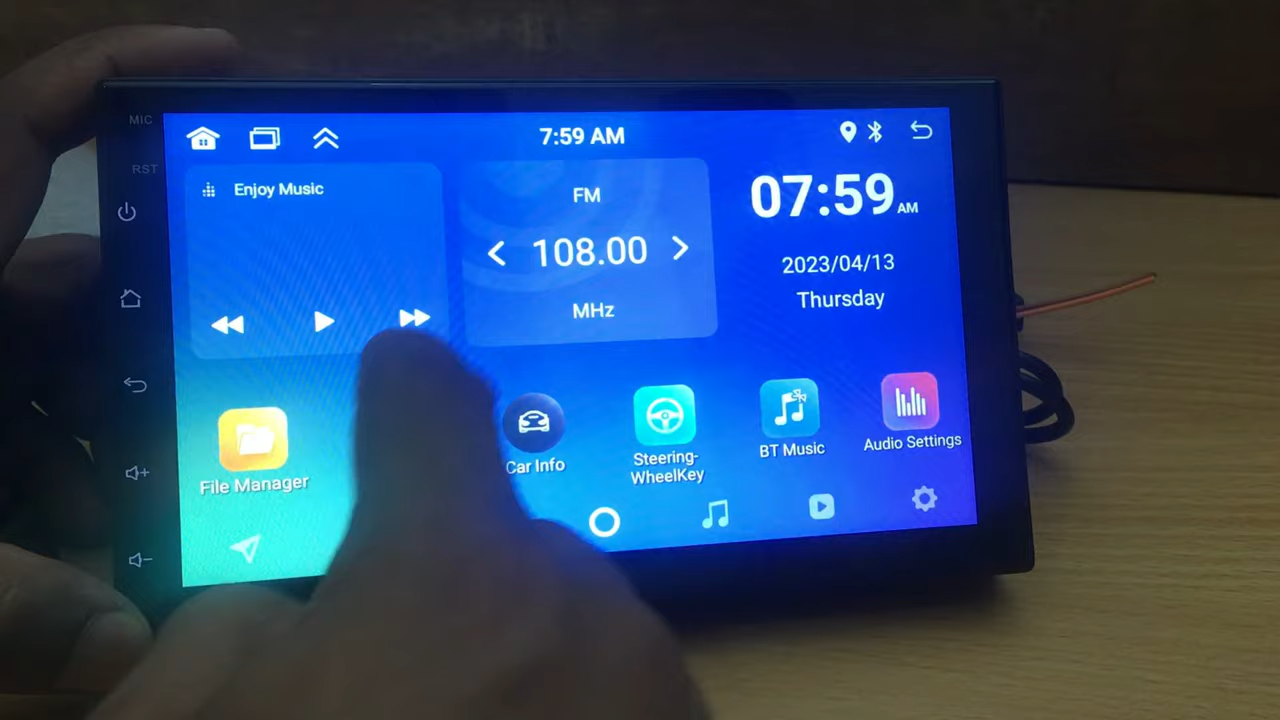 MIC
RST
7:59 AM
Enjoy Music
FM
108.00
MHz
07:59 AM
2023/04/13
Thursday
File Manager
Car Info
Steering-
WheelKey
BT Music
Audio Settings